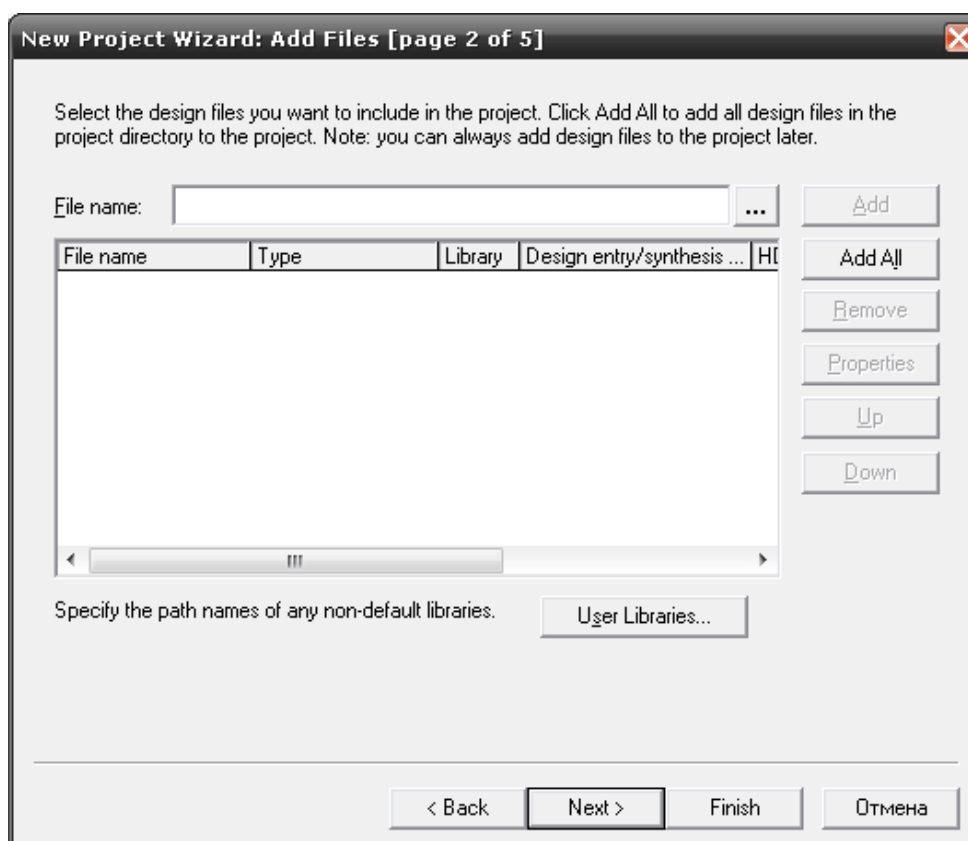 New Project Wizard: Add Files [page 2 of 5]
Select the design files you want to include in the project. Click Add All to add all design files in the
project directory to the project. Note: you can always add design files to the project later.
File name:
...
Add
File name Type Library Design entry/synthesis ... HD
Add All
Remove
Properties
Up
Down
Specify the path names of any non-default libraries.
User Libraries...
< Back Next > Finish Отмена